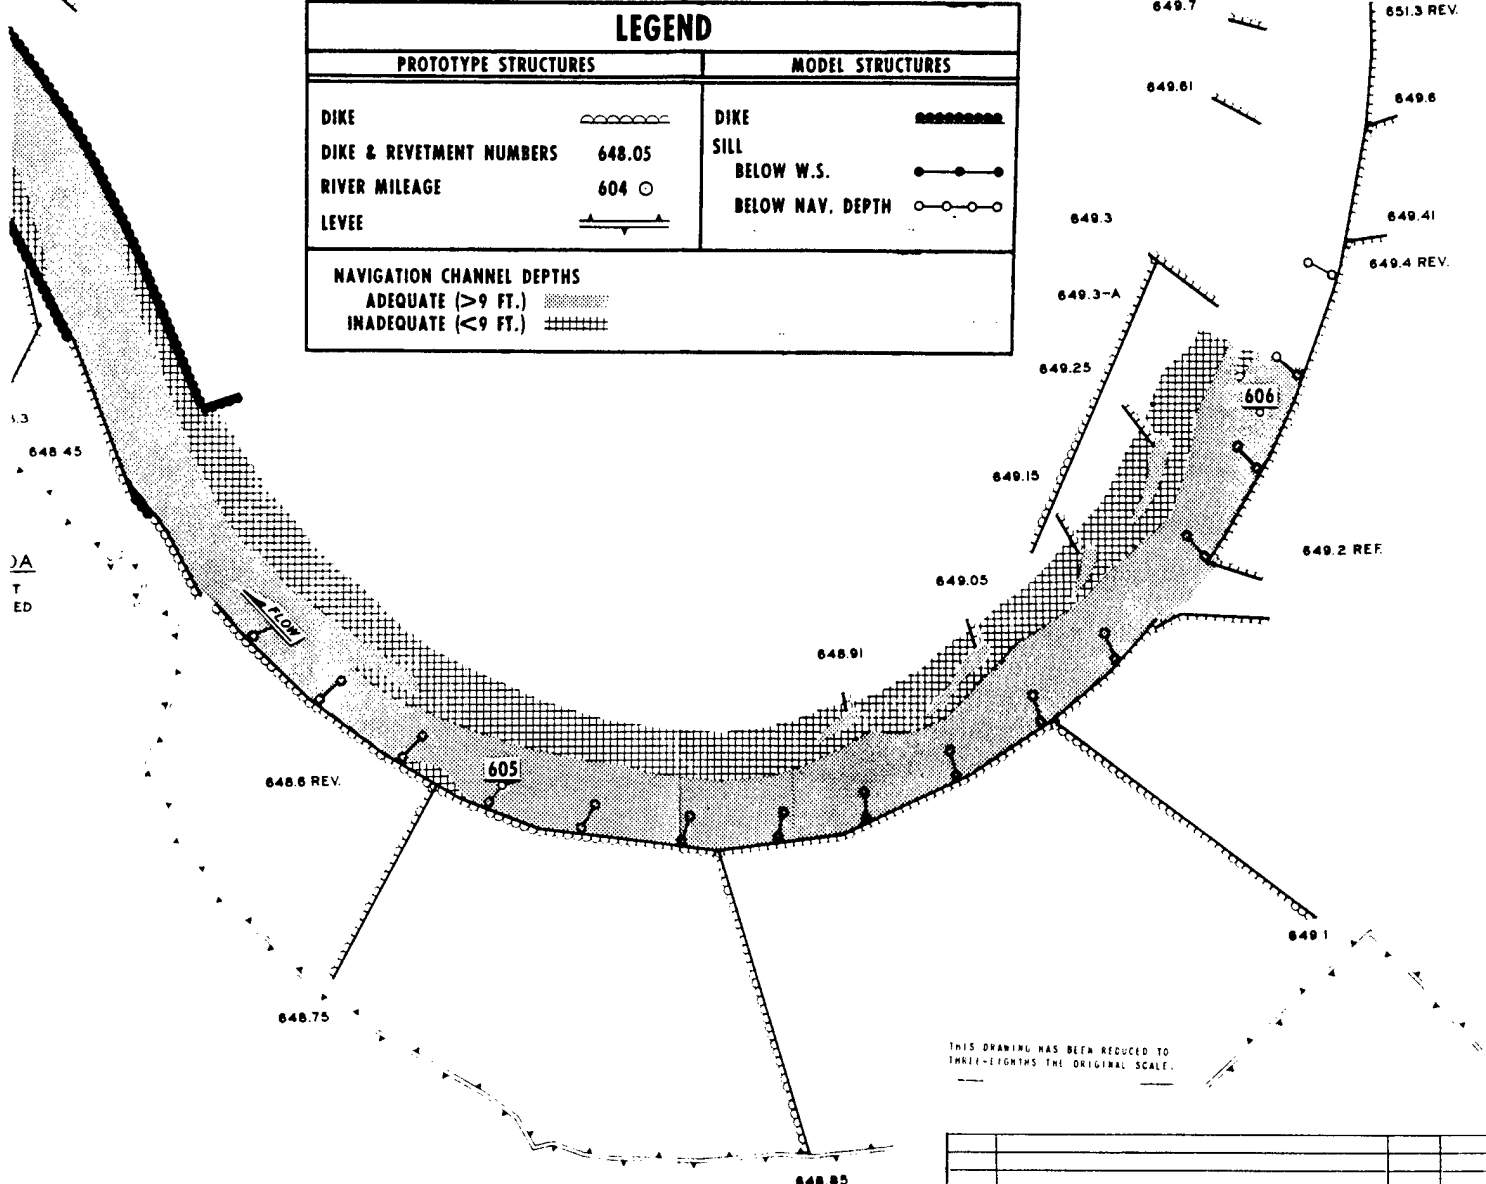 LEGEND
PROTOTYPE STRUCTURES
MODEL STRUCTURES
DIKE
DIKE & REVETMENT NUMBERS 648.05
RIVER MILEAGE 604
LEVEE
DIKE
SILL
BELOW W.S.
BELOW NAV. DEPTH
NAVIGATION CHANNEL DEPTHS
ADEQUATE (>9 FT.)
INADEQUATE (<9 FT.)
649.7
651.3 REV.
649.61
649.6
649.3
649.41
649.4 REV.
649.3-A
649.25
606
649.15
649.2 REF.
649.05
648.91
648.45
FLOW
T
ED
605
648.6 REV.
648.75
649.1
THIS DRAWING HAS BEEN REDUCED TO
THREE-EIGHTHS THE ORIGINAL SCALE.
648.85